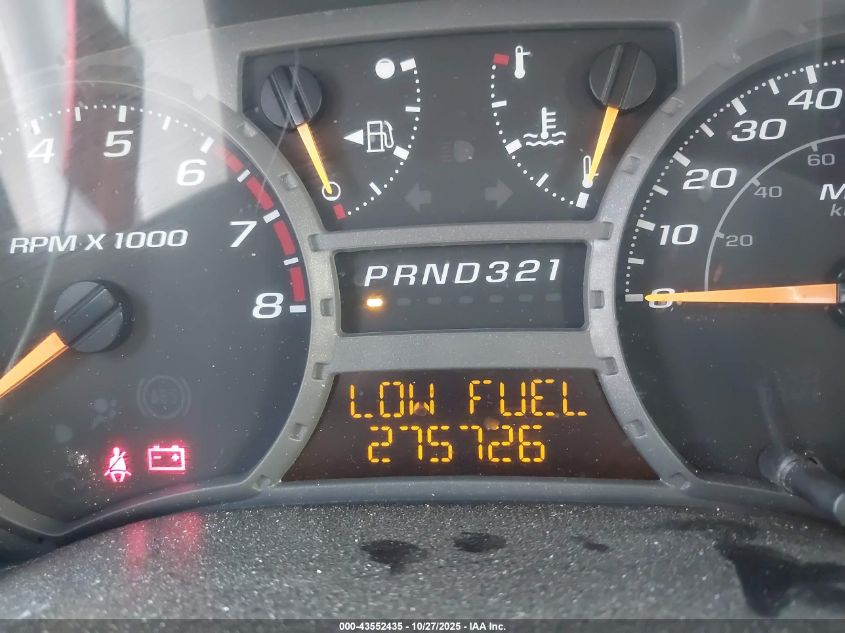 4 5 6 7 8
RPM X 1000
PRND321
LOW FUEL
275726
0 10 20 30 40
20 40 60
000-43552435 | 10/27/2025 | IAA Inc.